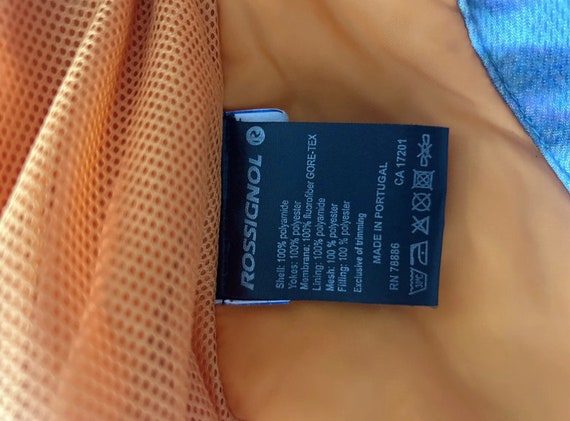 ROSSIGNOL ®
Shell: 100% polyamide
Yokes: 100% polyester
Membrane: 100% fluorofiber GORE-TEX
Lining: 100% polyamide
Mesh: 100 % polyester
Filling: 100 % polyester
Exclusive of trimming
MADE IN PORTUGAL
RN 78886 CA 17201